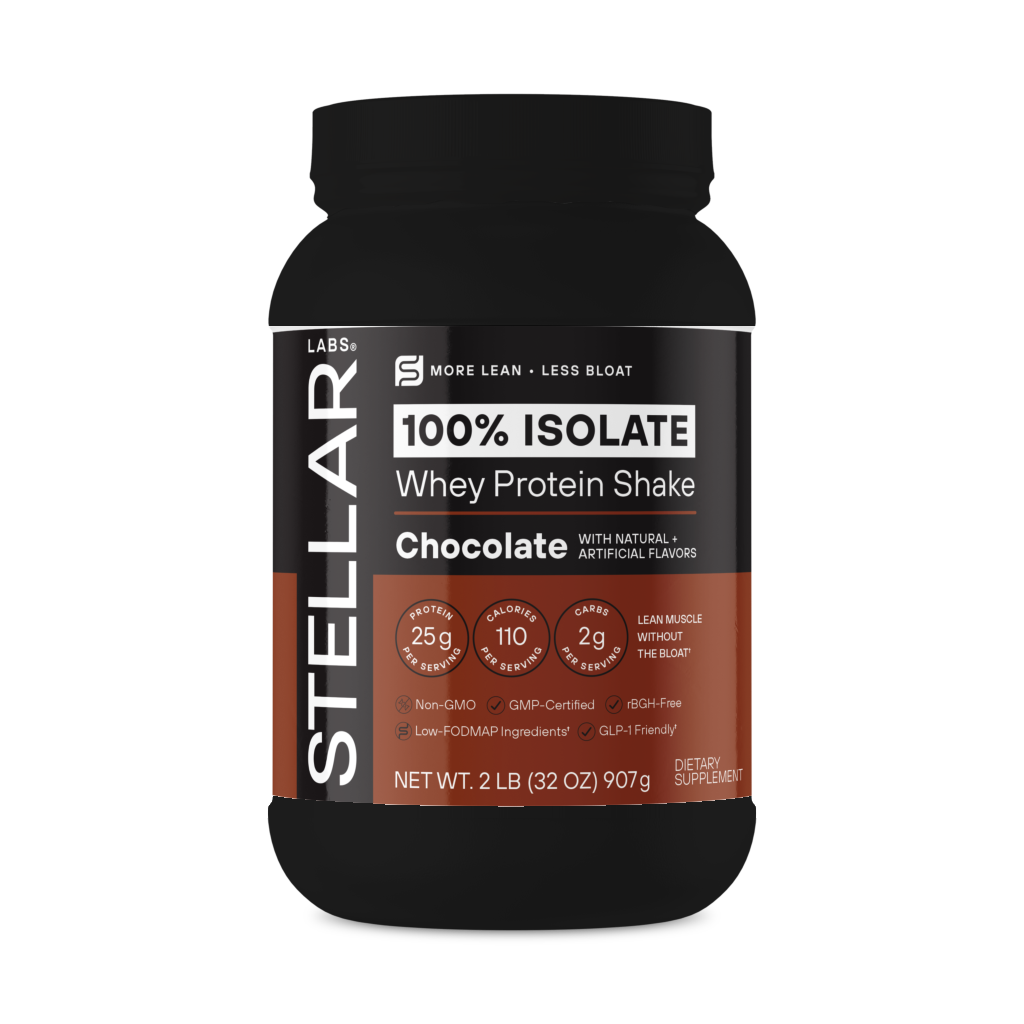 LABS®
STELLAR
MORE LEAN • LESS BLOAT
100% ISOLATE
Whey Protein Shake
Chocolate
WITH NATURAL +
ARTIFICIAL FLAVORS
PROTEIN
25g
PER SERVING
CALORIES
110
PER SERVING
CARBS
2g
PER SERVING
LEAN MUSCLE
WITHOUT
THE BLOAT†
Non-GMO
GMP-Certified
rBGH-Free
Low-FODMAP Ingredients†
GLP-1 Friendly†
NET WT. 2 LB (32 OZ) 907g
DIETARY
SUPPLEMENT